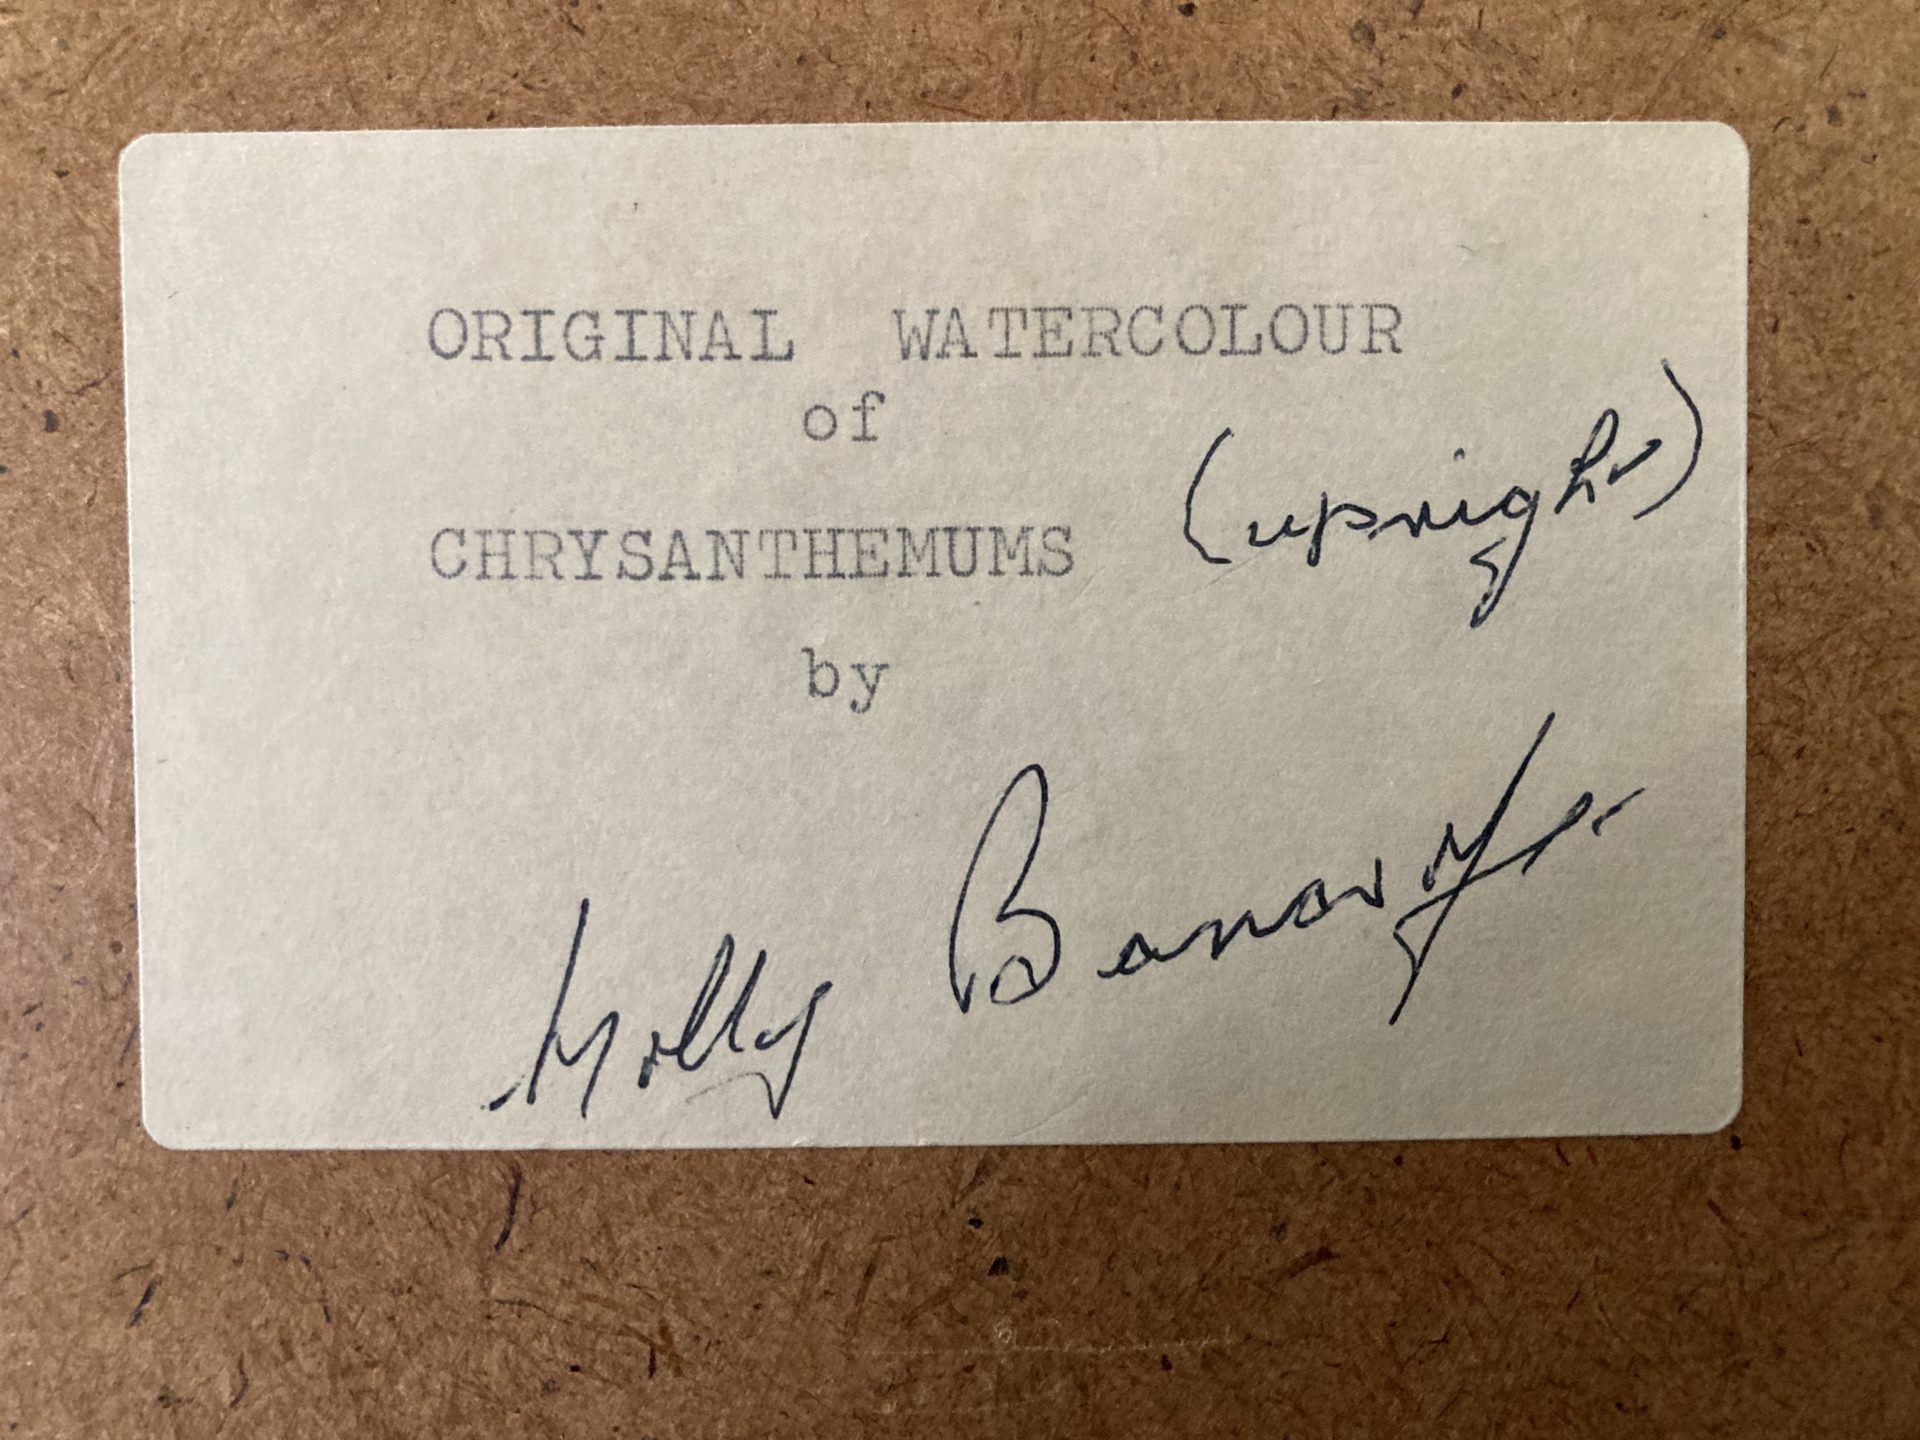 ORIGINAL WATERCOLOUR
of
CHRYSANTHEMUMS (upright)
by
Molly